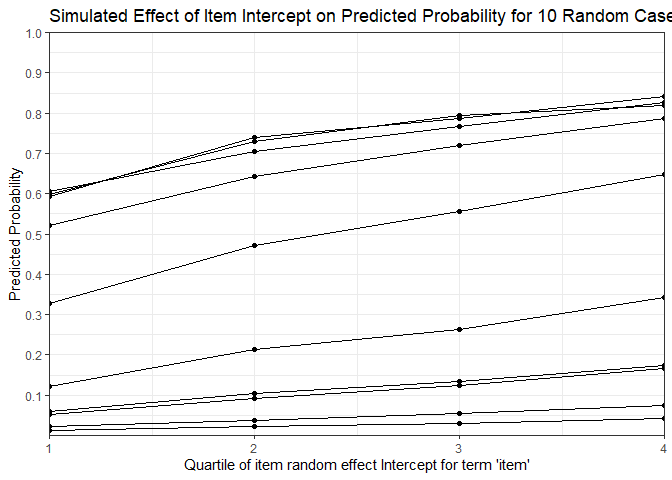 Simulated Effect of Item Intercept on Predicted Probability for 10 Random Case
1.0
0.9
0.8
0.7
0.6
0.5
0.4
0.3
0.2
0.1
Predicted Probability
1 2 3 4
Quartile of item random effect Intercept for term 'item'